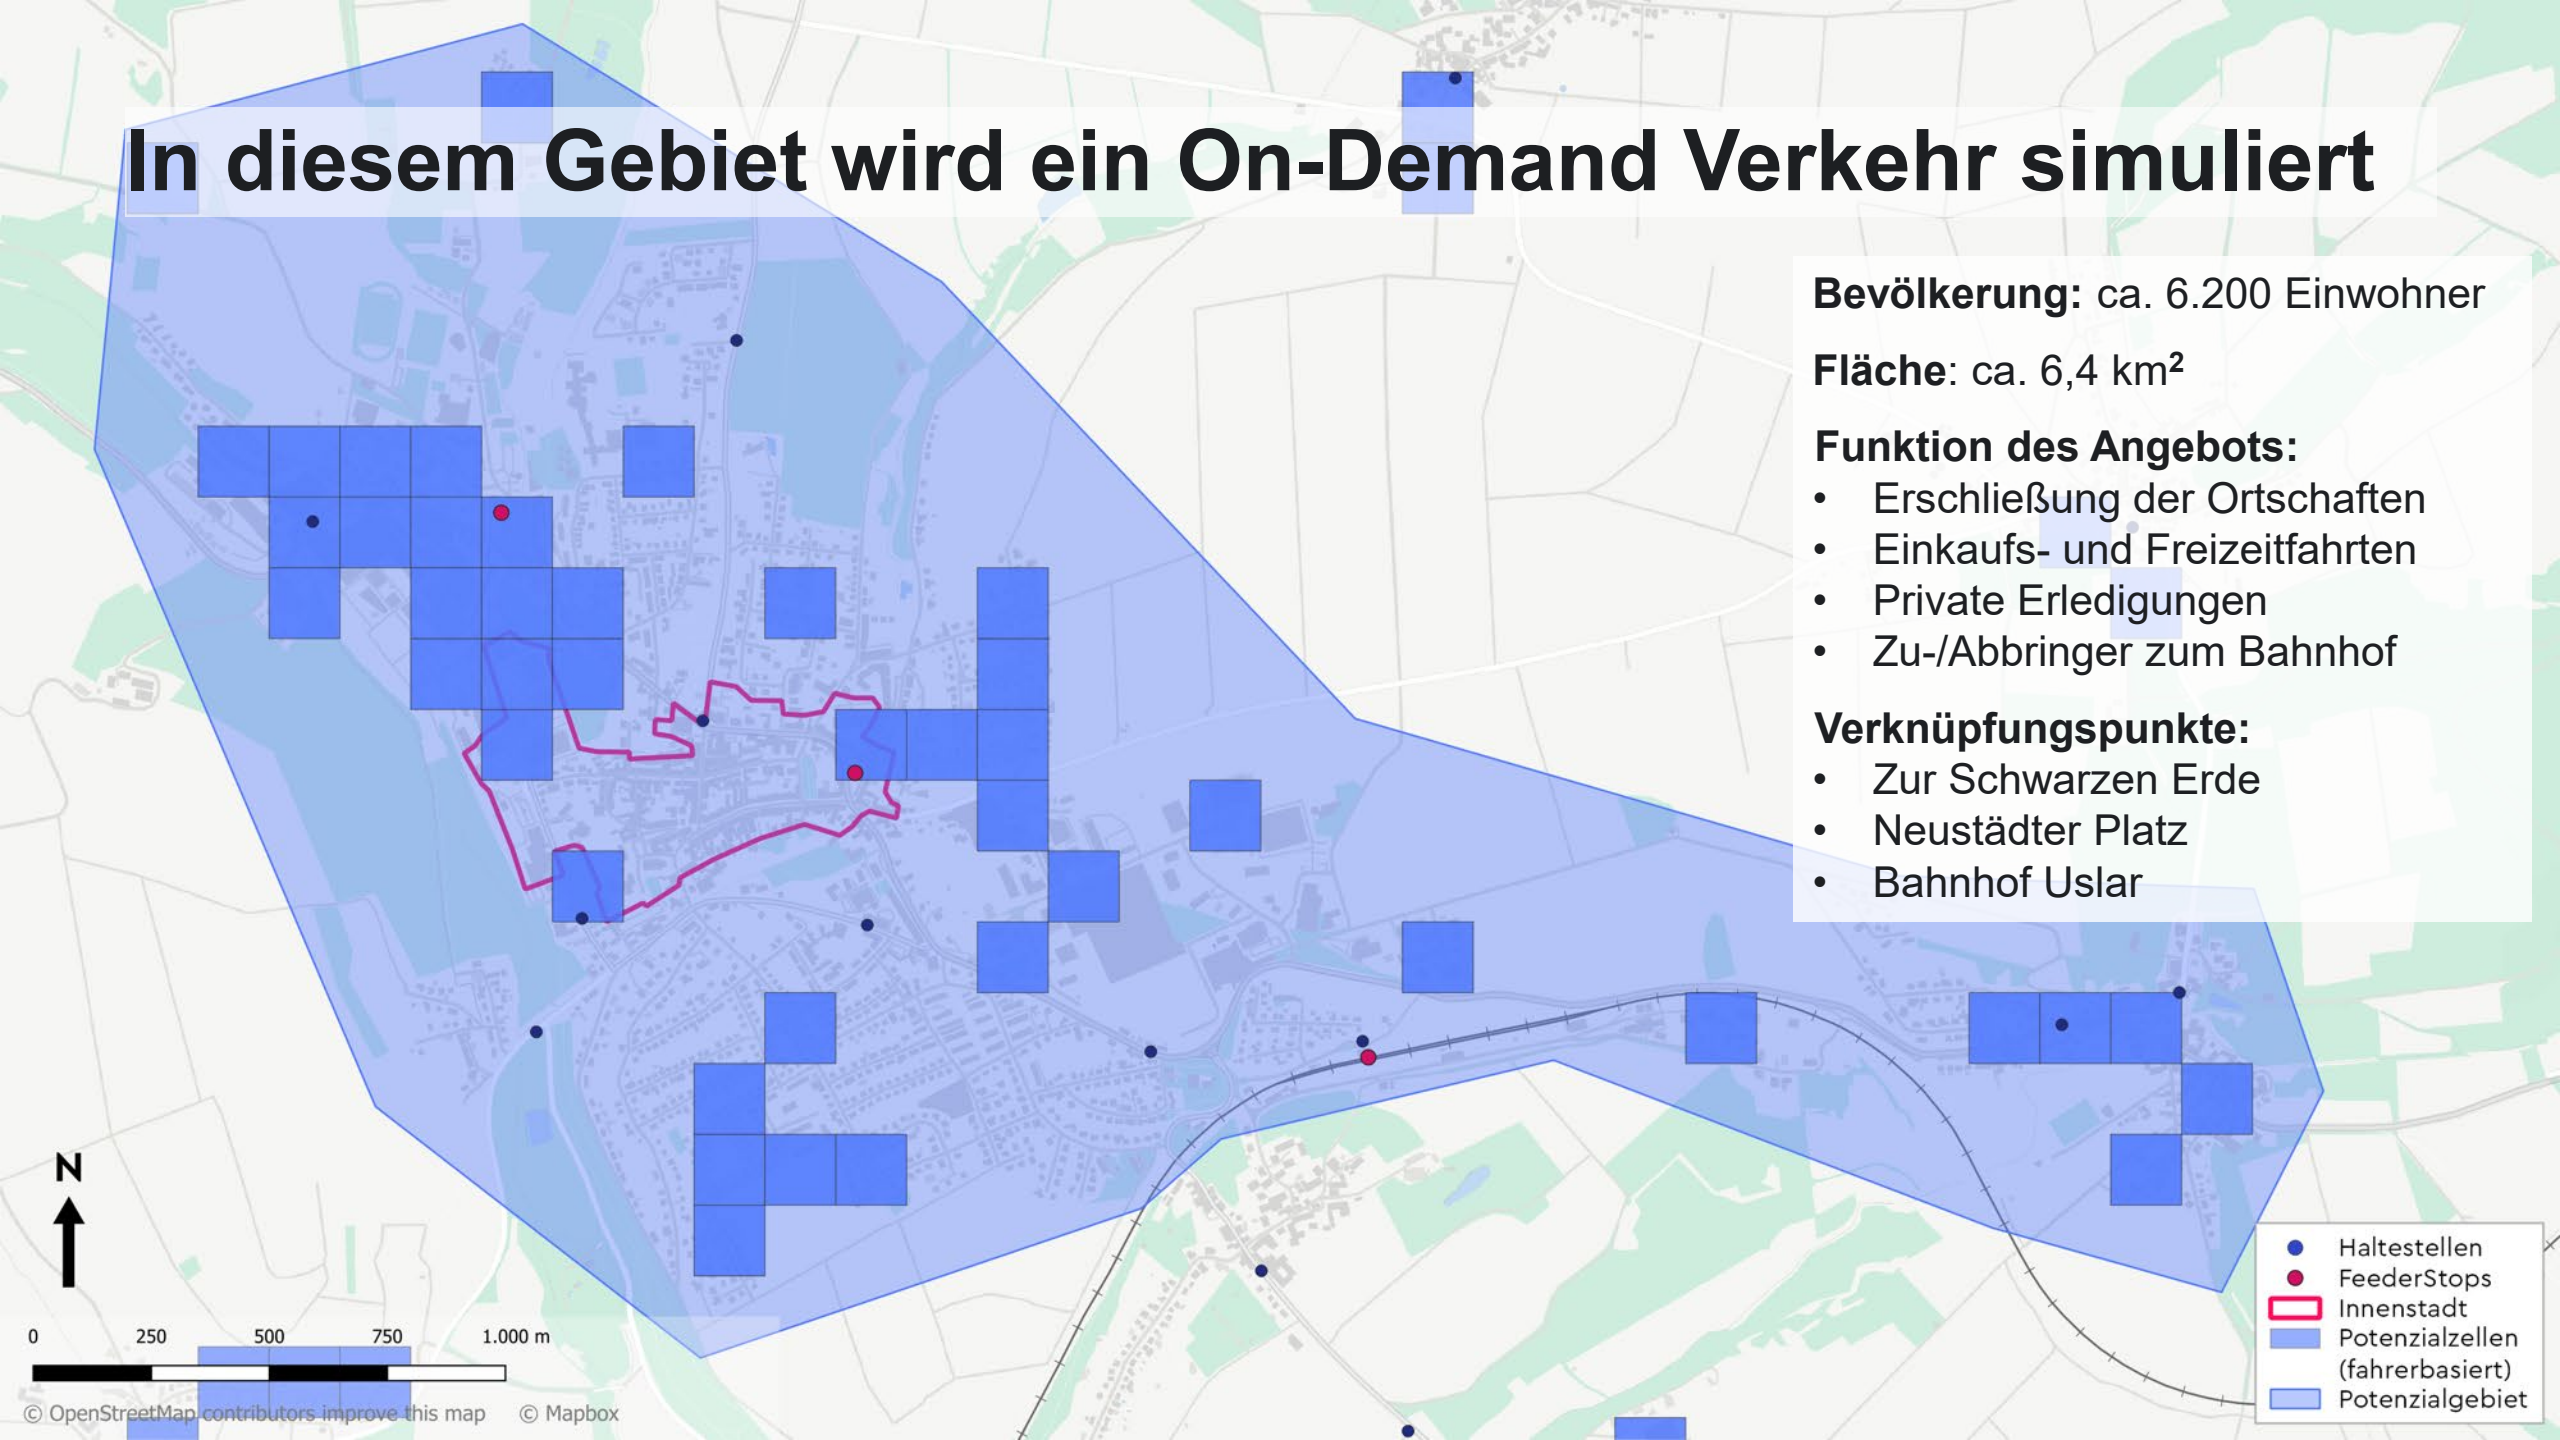 In diesem Gebiet wird ein On-Demand Verkehr simuliert
Bevölkerung: ca. 6.200 Einwohner
Fläche: ca. 6,4 km²
Funktion des Angebots:
• Erschließung der Ortschaften
• Einkaufs- und Freizeitfahrten
• Private Erledigungen
• Zu-/Abbringer zum Bahnhof
Verknüpfungspunkte:
• Zur Schwarzen Erde
• Neustädter Platz
• Bahnhof Uslar
N
0 250 500 750 1.000 m
© OpenStreetMap contributors improve this map © Mapbox
Haltestellen
FeederStops
Innenstadt
Potenzialzellen
(fahrerbasiert)
Potenzialgebiet